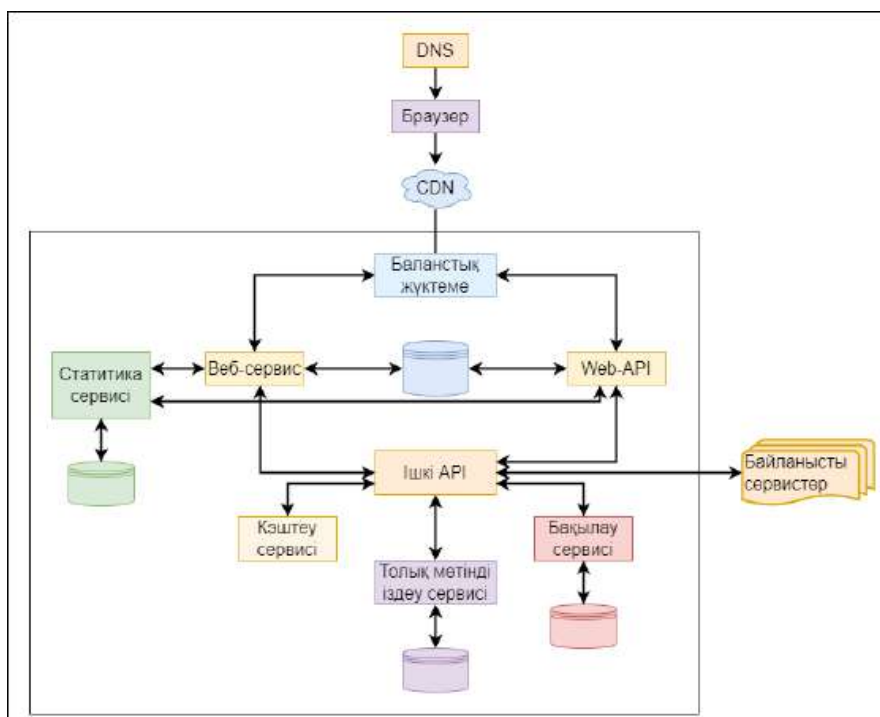 DNS
Браузер
CDN
Баланстық
жүктеме
Статитика
сервисі
Веб-сервис
Web-API
Ішкі API
Байланысты
сервистер
Кэштеу
сервисі
Бақылау
сервисі
Толық мәтінді
іздеу сервисі